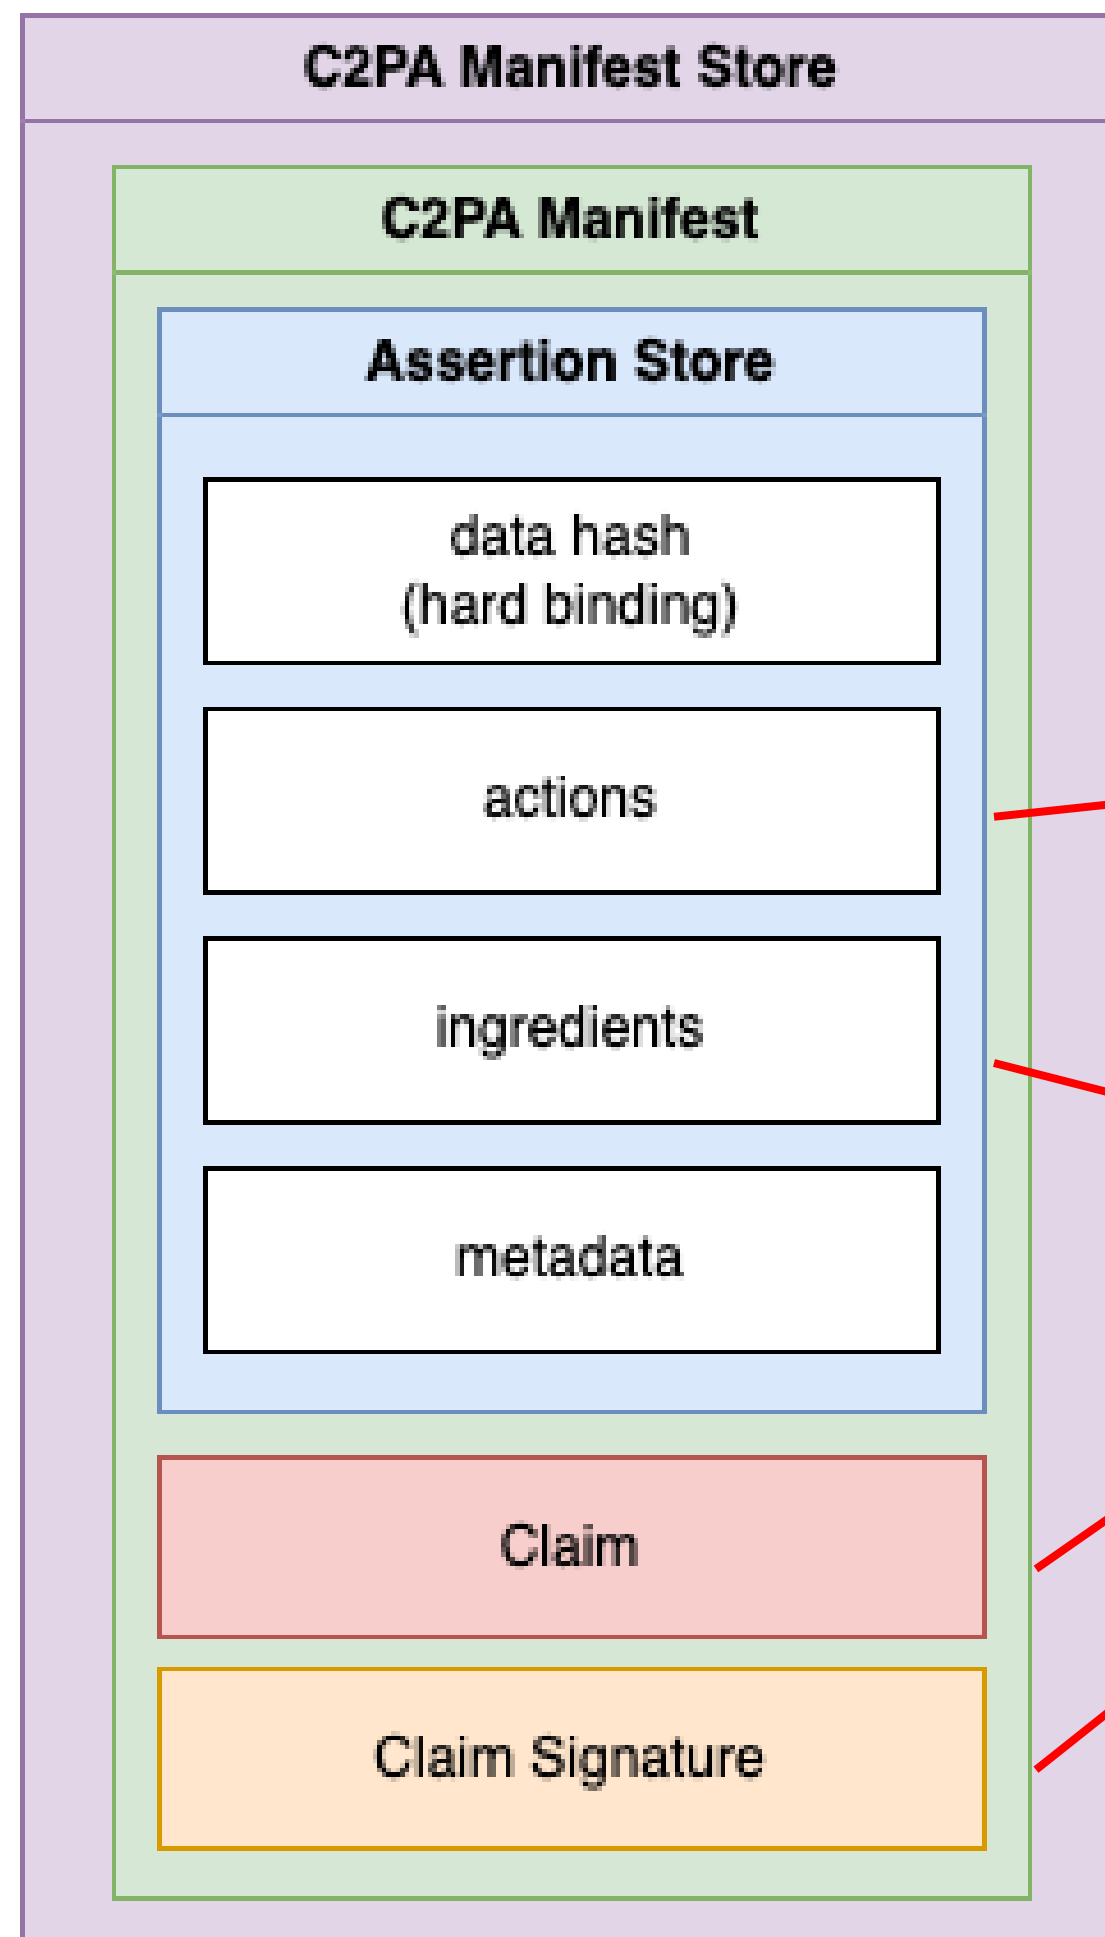 C2PA Manifest Store
C2PA Manifest
Assertion Store
data hash
(hard binding)
actions
ingredients
metadata
Claim
Claim Signature